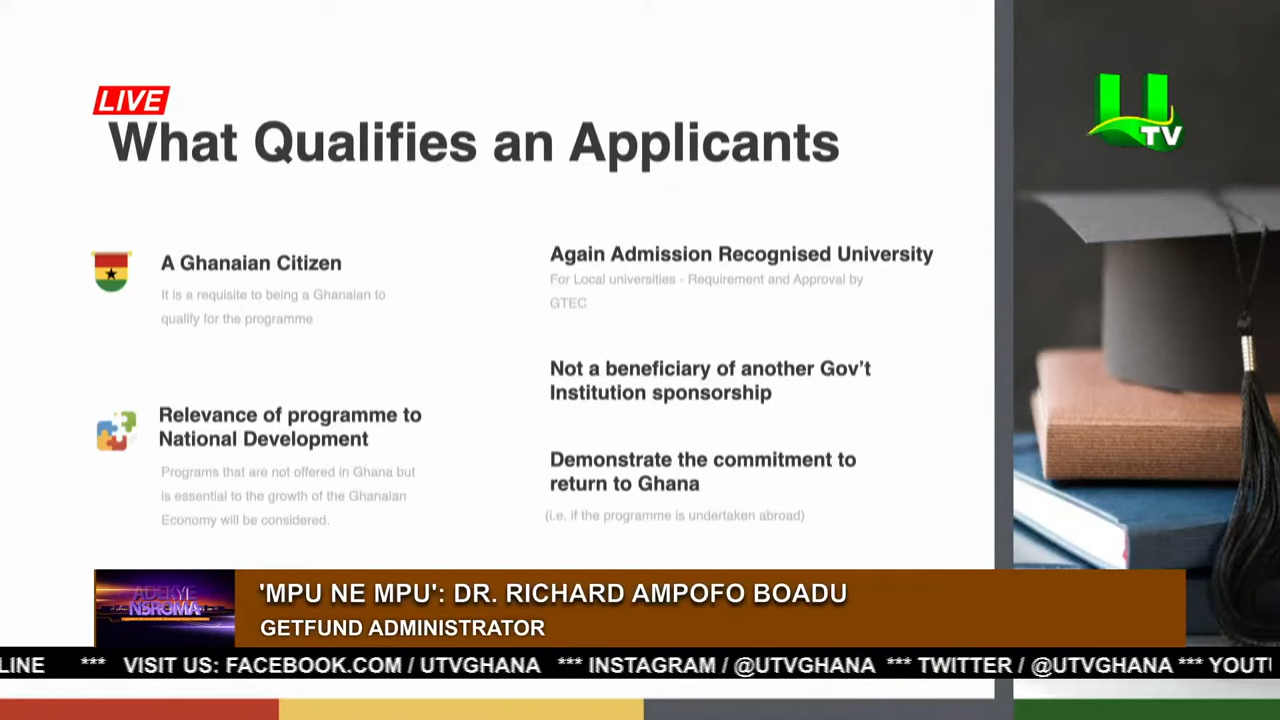 LIVE
What Qualifies an Applicants
U
TV
A Ghanaian Citizen
It is a requisite to being a Ghanaian to
qualify for the programme
Relevance of programme to
National Development
Programs that are not offered in Ghana but
is essential to the growth of the Ghanaian
Economy will be considered.
Again Admission Recognised University
For Local universities - Requirement and Approval by
GTEC
Not a beneficiary of another Gov't
Institution sponsorship
Demonstrate the commitment to
return to Ghana
(i.e. if the programme is undertaken abroad)
ADEKYE
NSROMA
'MPU NE MPU': DR. RICHARD AMPOFO BOADU
GETFUND ADMINISTRATOR
LINE *** VISIT US: FACEBOOK.COM / UTVGHANA *** INSTAGRAM / @UTVGHANA *** TWITTER / @UTVGHANA *** YOUT